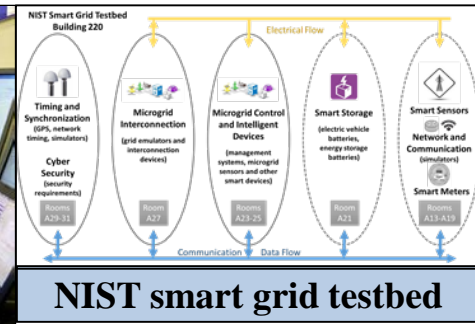 NIST Smart Grid Testbed
Building 220
Electrical Flow
Timing and
Synchronization
(GPS, network
timing, simulators)
Cyber
Security
(security
requirements)
Rooms
A29-31
Microgrid
Interconnection
(grid emulators and
interconnection
devices)
Room
A27
Microgrid Control
and Intelligent
Devices
(management
systems, microgrid
sensors and other
smart devices)
Rooms
A23-25
Smart Storage
(electric vehicle
batteries,
energy storage
batteries)
Room
A21
Smart Sensors
Network and
Communication
(simulators)
Smart Meters
Rooms
A13-A19
Communication Data Flow
NIST smart grid testbed